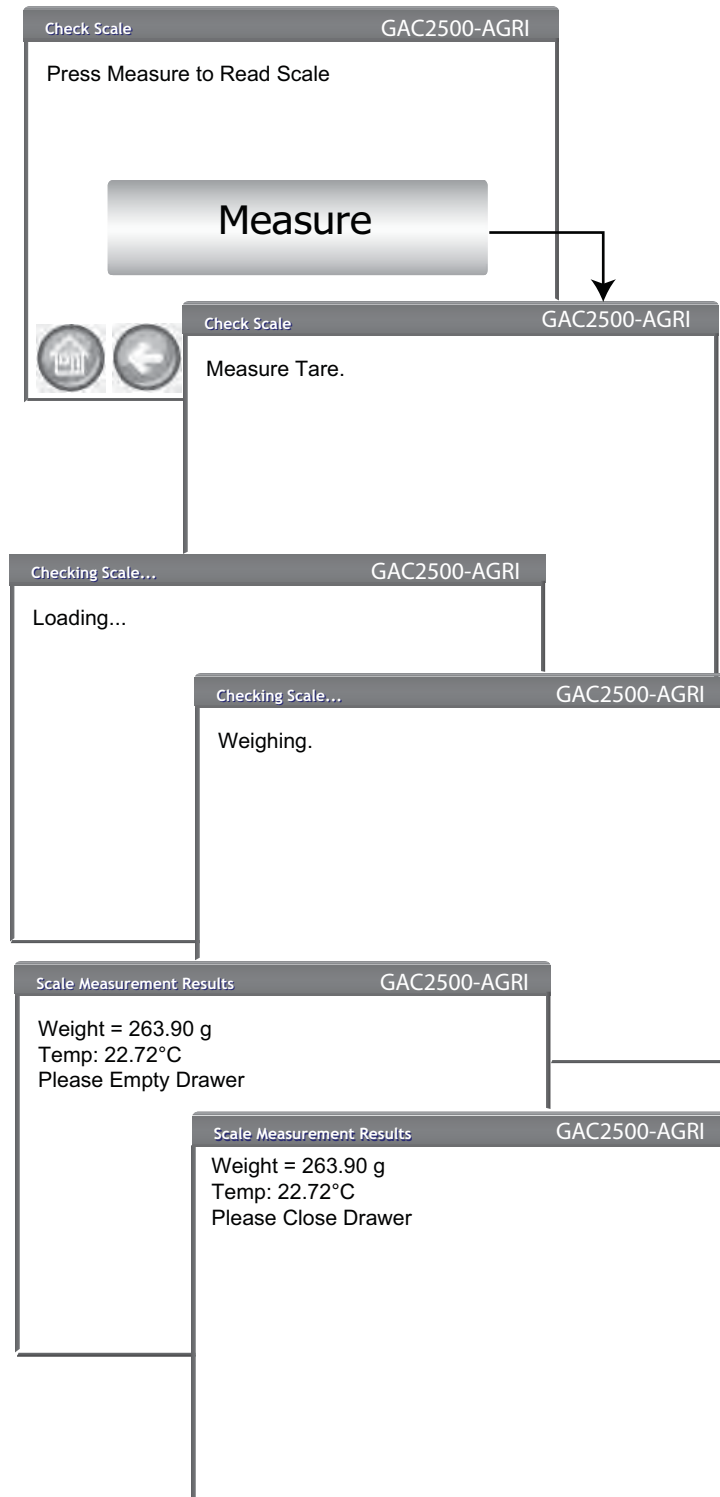 Check Scale GAC2500-AGRI
Press Measure to Read Scale
Measure
Check Scale GAC2500-AGRI
Measure Tare.
Checking Scale... GAC2500-AGRI
Loading...
Checking Scale... GAC2500-AGRI
Weighing.
Scale Measurement Results GAC2500-AGRI
Weight = 263.90 g
Temp: 22.72°C
Please Empty Drawer
Scale Measurement Results GAC2500-AGRI
Weight = 263.90 g
Temp: 22.72°C
Please Close Drawer